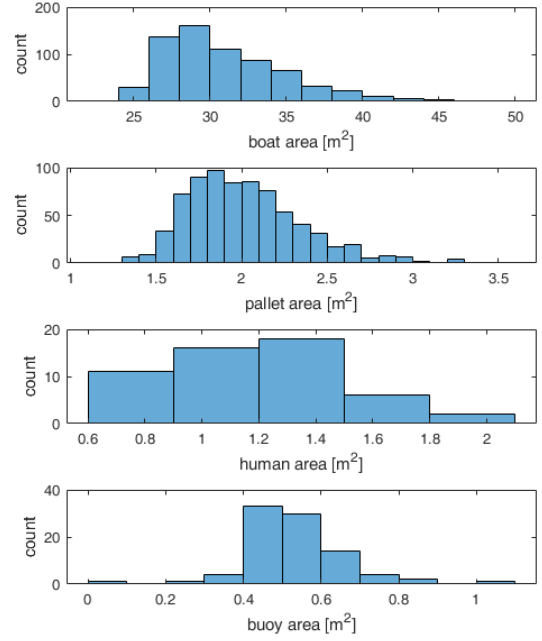 200
100
0
count
25 30 35 40 45 50
boat area [m²]
100
50
0
count
1 1.5 2 2.5 3 3.5
pallet area [m²]
20
10
0
count
0.6 0.8 1 1.2 1.4 1.6 1.8 2
human area [m²]
40
20
0
count
0 0.2 0.4 0.6 0.8 1
buoy area [m²]